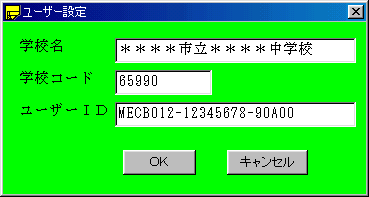 ユーザー設定
学校名 ****市立****中学校
学校コード 65990
ユーザーID MECB012-12345678-90A00
OK キャンセル